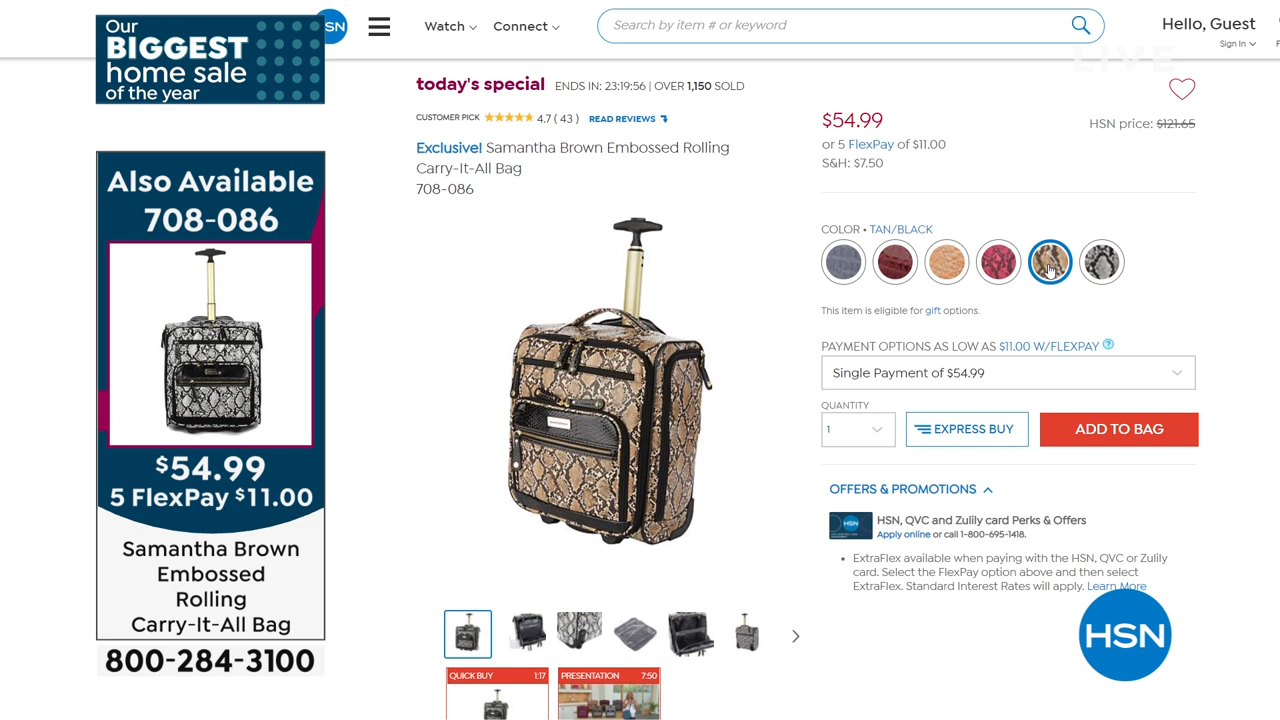 Our
BIGGEST
home sale
of the year
Watch
Connect
Search by item # or keyword
Hello, Guest
Sign In
LIVE
today's special
ENDS IN: 23:19:56 | OVER 1,150 SOLD
CUSTOMER PICK
4.7 ( 43 )
READ REVIEWS
Exclusive! Samantha Brown Embossed Rolling
Carry-It-All Bag
708-086
$54.99
HSN price: $121.65
or 5 FlexPay of $11.00
S&H: $7.50
COLOR • TAN/BLACK
This item is eligible for gift options.
PAYMENT OPTIONS AS LOW AS $11.00 W/FLEXPAY ?
Single Payment of $54.99
QUANTITY
1
EXPRESS BUY
ADD TO BAG
OFFERS & PROMOTIONS
HSN
HSN, QVC and Zulily card Perks & Offers
Apply online or call 1-800-695-1418.
• ExtraFlex available when paying with the HSN, QVC or Zulily
card. Select the FlexPay option above and then select
ExtraFlex. Standard Interest Rates will apply. Learn More
HSN
QUICK BUY 1:17
PRESENTATION 7:50
Also Available
708-086
$54.99
5 FlexPay $11.00
Samantha Brown
Embossed
Rolling
Carry-It-All Bag
800-284-3100